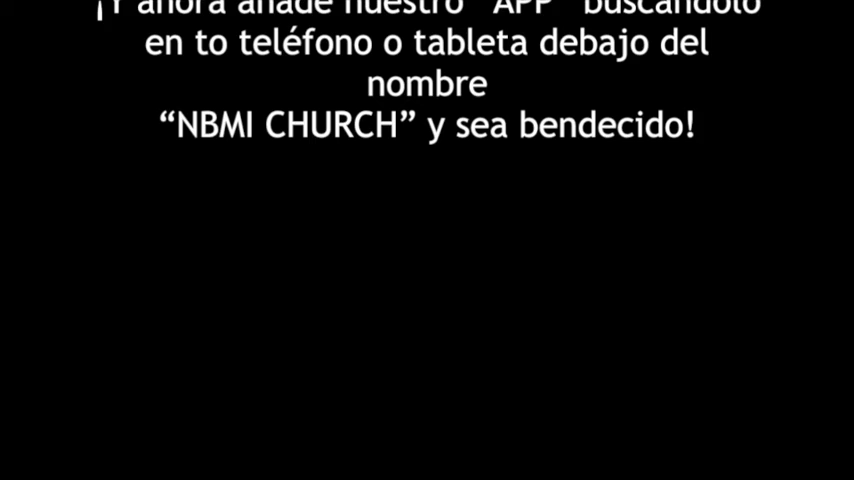 ¡Y ahora añade nuestro “APP” buscándolo
en to teléfono o tableta debajo del
nombre
“NBMI CHURCH” y sea bendecido!